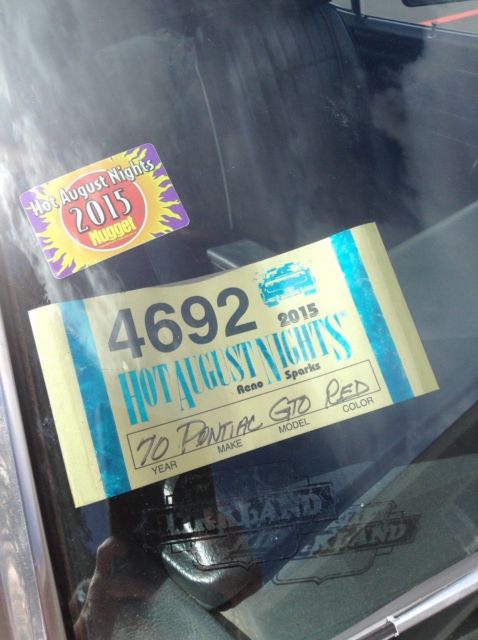 Hot August Nights
2015
Nugget
4692
2015
HOT AUGUST NIGHTS
Reno Sparks
70 PONTIAC GTO RED
YEAR MAKE MODEL COLOR
KIRKLAND